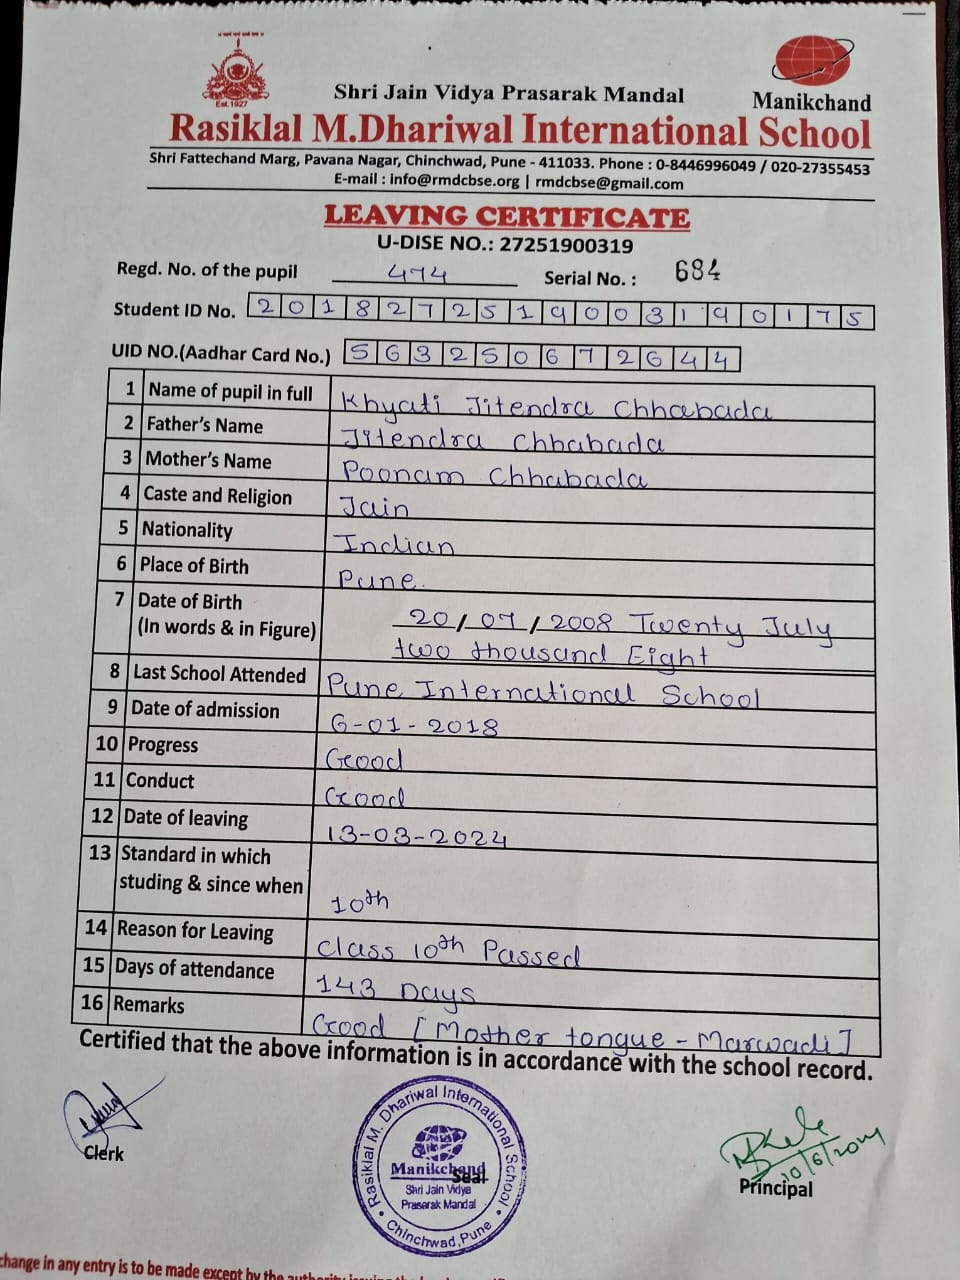 Est.1927
Shri Jain Vidya Prasarak Mandal
Manikchand
Rasiklal M.Dhariwal International School
Shri Fattechand Marg, Pavana Nagar, Chinchwad, Pune - 411033. Phone : 0-8446996049 / 020-27355453
E-mail : info@rmdcbse.org | rmdcbse@gmail.com
LEAVING CERTIFICATE
U-DISE NO.: 27251900319
Regd. No. of the pupil 474 Serial No. : 684
Student ID No. 2018272519003190175
UID NO.(Aadhar Card No.) 563250672644
1 Name of pupil in full Khyati Jitendra Chhabada
2 Father's Name Jitendra Chhabada
3 Mother's Name Poonam Chhabada
4 Caste and Religion Jain
5 Nationality Indian
6 Place of Birth Pune.
7 Date of Birth 20/07/2008 Twenty July
(In words & in Figure) two thousand Eight
8 Last School Attended Pune International School
9 Date of admission 6-01-2018
10 Progress Good
11 Conduct Good
12 Date of leaving 13-03-2024
13 Standard in which
studing & since when 10th
14 Reason for Leaving Class 10th Passed
15 Days of attendance 143 Days
16 Remarks Good [Mother tongue - Marwadi]
Certified that the above information is in accordance with the school record.
Clerk
Rasiklal M. Dhariwal International School
Manikchand
Seal
Shri Jain Vidya
Prasarak Mandal
Chinchwad, Pune
10/6/2024
Principal
change in any entry is to be made except by the authority issuing the